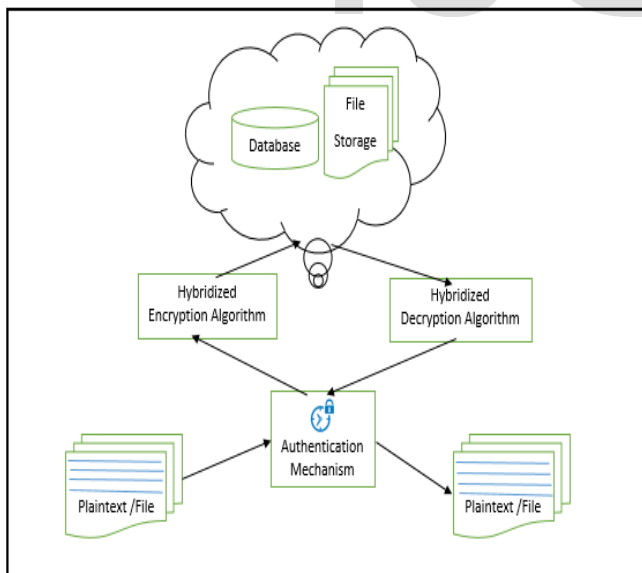 File
Storage
Database
Hybridized
Encryption Algorithm
Hybridized
Decryption Algorithm
Authentication
Mechanism
Plaintext /File
Plaintext /File